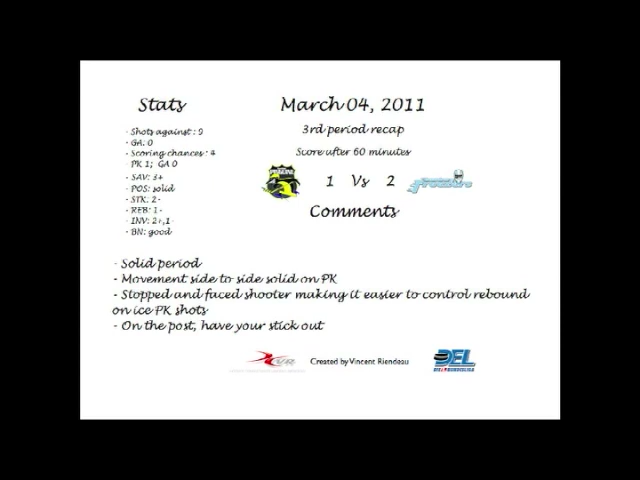 Stats
March 04, 2011
3rd period recap
Score after 60 minutes
1 Vs 2
Comments
- Shots against : 9
- GA: 0
- Scoring chances : 4
- PK 1; GA 0
- SAV: 3+
- POS: solid
- STK: 2-
- REB: 1-
- INV: 2+,1-
- BN: good
- Solid period
- Movement side to side solid on PK
- Stopped and faced shooter making it easier to control rebound
on ice PK shots
- On the post, have your stick out
Created by Vincent Riendeau
DEL